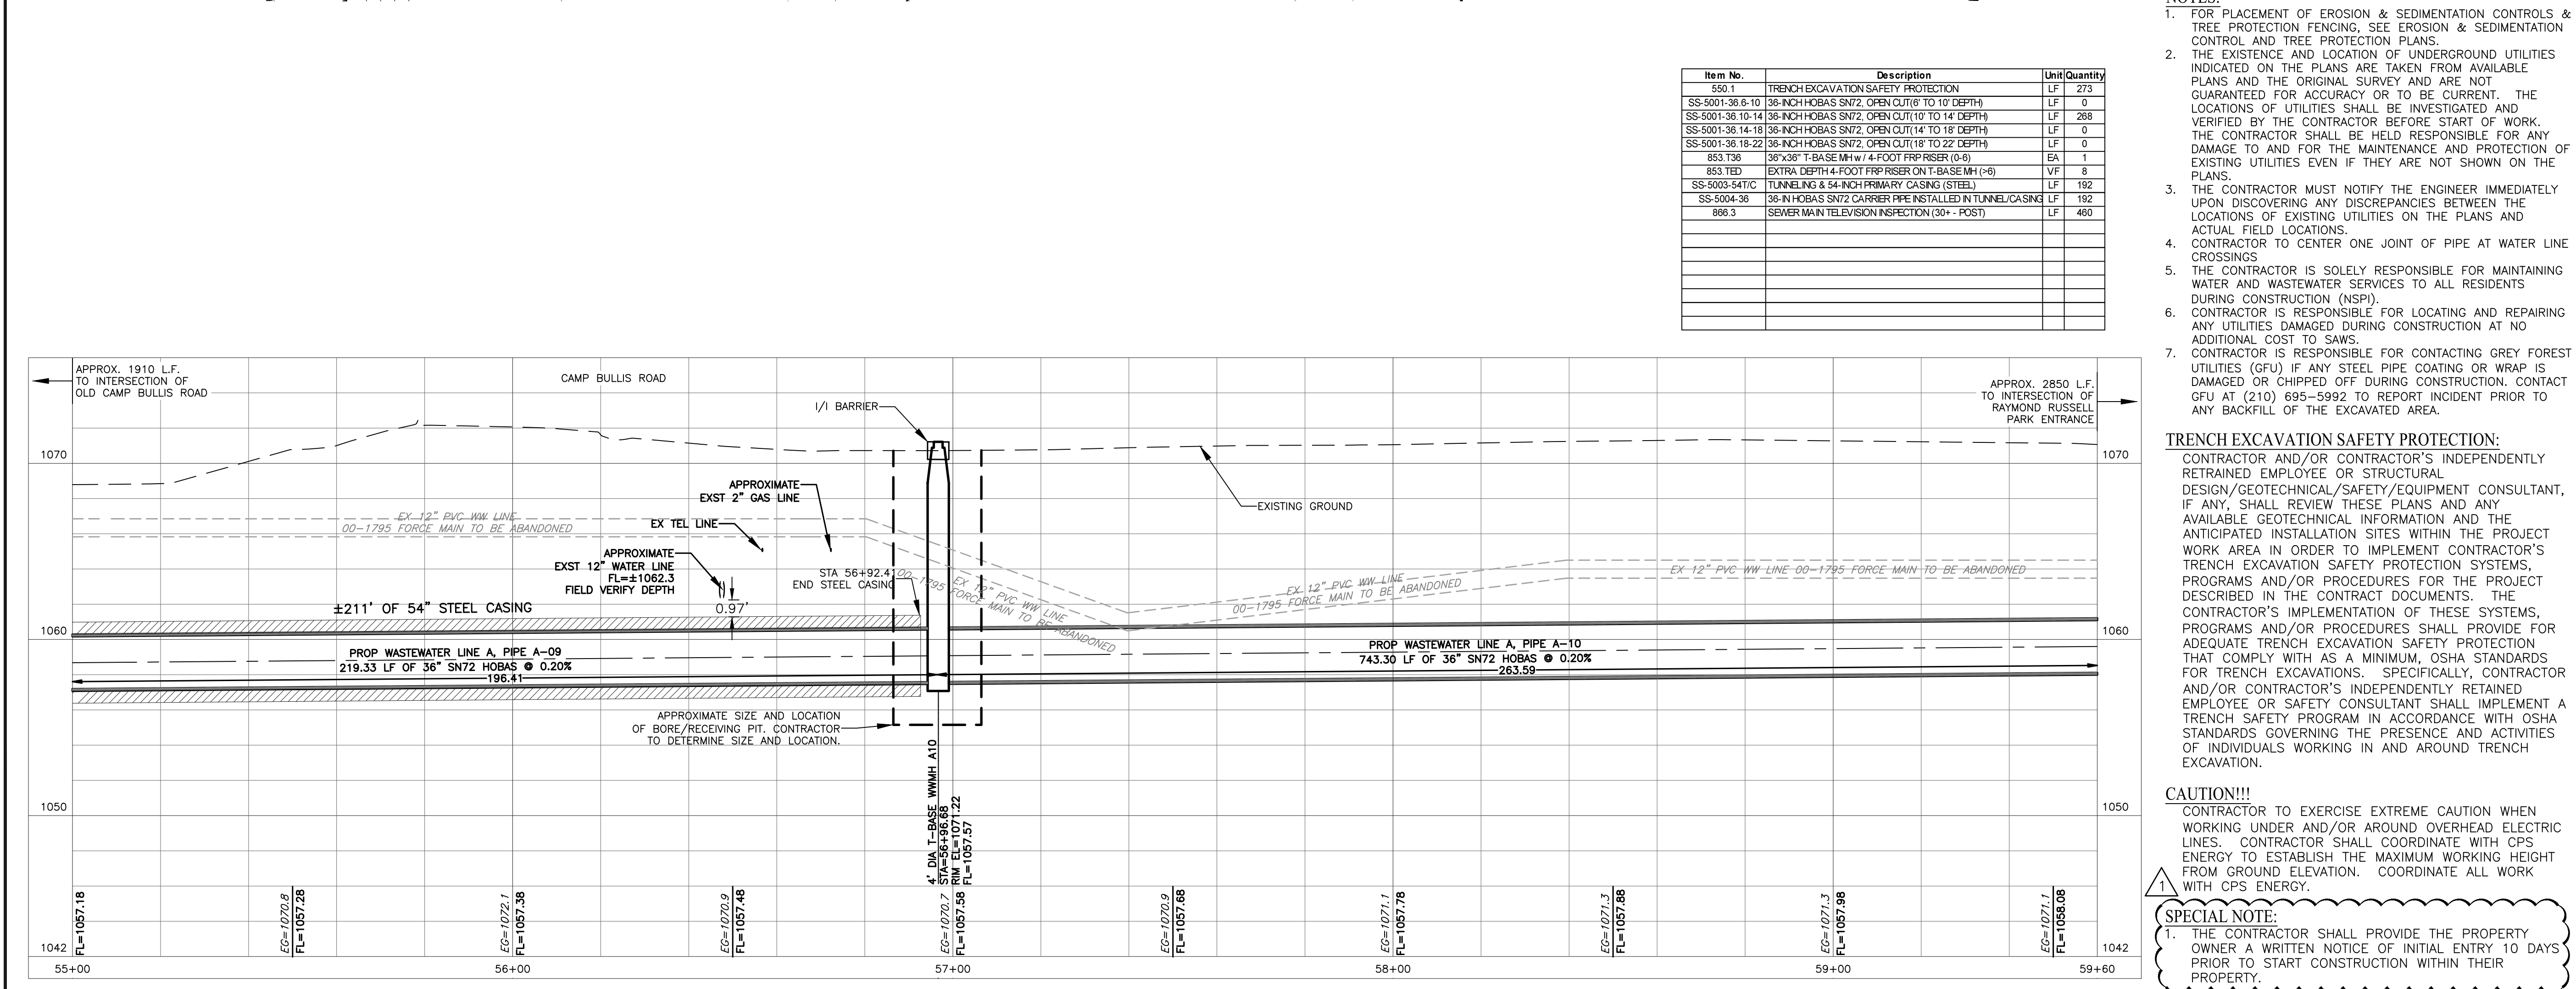 NOTES:
1. FOR PLACEMENT OF EROSION & SEDIMENTATION CONTROLS &
TREE PROTECTION FENCING, SEE EROSION & SEDIMENTATION
CONTROL AND TREE PROTECTION PLANS.
2. THE EXISTENCE AND LOCATION OF UNDERGROUND UTILITIES
INDICATED ON THE PLANS ARE TAKEN FROM AVAILABLE
PLANS AND THE ORIGINAL SURVEY AND ARE NOT
GUARANTEED FOR ACCURACY OR TO BE CURRENT. THE
LOCATIONS OF UTILITIES SHALL BE INVESTIGATED AND
VERIFIED BY THE CONTRACTOR BEFORE START OF WORK.
THE CONTRACTOR SHALL BE HELD RESPONSIBLE FOR ANY
DAMAGE TO AND FOR THE MAINTENANCE AND PROTECTION OF
EXISTING UTILITIES EVEN IF THEY ARE NOT SHOWN ON THE
PLANS.
3. THE CONTRACTOR MUST NOTIFY THE ENGINEER IMMEDIATELY
UPON DISCOVERING ANY DISCREPANCIES BETWEEN THE
LOCATIONS OF EXISTING UTILITIES ON THE PLANS AND
ACTUAL FIELD LOCATIONS.
4. CONTRACTOR TO CENTER ONE JOINT OF PIPE AT WATER LINE
CROSSINGS
5. THE CONTRACTOR IS SOLELY RESPONSIBLE FOR MAINTAINING
WATER AND WASTEWATER SERVICES TO ALL RESIDENTS
DURING CONSTRUCTION (NSPI).
6. CONTRACTOR IS RESPONSIBLE FOR LOCATING AND REPAIRING
ANY UTILITIES DAMAGED DURING CONSTRUCTION AT NO
ADDITIONAL COST TO SAWS.
7. CONTRACTOR IS RESPONSIBLE FOR CONTACTING GREY FOREST
UTILITIES (GFU) IF ANY STEEL PIPE COATING OR WRAP IS
DAMAGED OR CHIPPED OFF DURING CONSTRUCTION. CONTACT
GFU AT (210) 695-5992 TO REPORT INCIDENT PRIOR TO
ANY BACKFILL OF THE EXCAVATED AREA.
TRENCH EXCAVATION SAFETY PROTECTION:
CONTRACTOR AND/OR CONTRACTOR'S INDEPENDENTLY
RETRAINED EMPLOYEE OR STRUCTURAL
DESIGN/GEOTECHNICAL/SAFETY/EQUIPMENT CONSULTANT,
IF ANY, SHALL REVIEW THESE PLANS AND ANY
AVAILABLE GEOTECHNICAL INFORMATION AND THE
ANTICIPATED INSTALLATION SITES WITHIN THE PROJECT
WORK AREA IN ORDER TO IMPLEMENT CONTRACTOR'S
TRENCH EXCAVATION SAFETY PROTECTION SYSTEMS,
PROGRAMS AND/OR PROCEDURES FOR THE PROJECT
DESCRIBED IN THE CONTRACT DOCUMENTS. THE
CONTRACTOR'S IMPLEMENTATION OF THESE SYSTEMS,
PROGRAMS AND/OR PROCEDURES SHALL PROVIDE FOR
ADEQUATE TRENCH EXCAVATION SAFETY PROTECTION
THAT COMPLY WITH AS A MINIMUM, OSHA STANDARDS
FOR TRENCH EXCAVATIONS. SPECIFICALLY, CONTRACTOR
AND/OR CONTRACTOR'S INDEPENDENTLY RETAINED
EMPLOYEE OR SAFETY CONSULTANT SHALL IMPLEMENT A
TRENCH SAFETY PROGRAM IN ACCORDANCE WITH OSHA
STANDARDS GOVERNING THE PRESENCE AND ACTIVITIES
OF INDIVIDUALS WORKING IN AND AROUND TRENCH
EXCAVATION.
CAUTION!!!
CONTRACTOR TO EXERCISE EXTREME CAUTION WHEN
WORKING UNDER AND/OR AROUND OVERHEAD ELECTRIC
LINES. CONTRACTOR SHALL COORDINATE WITH CPS
ENERGY TO ESTABLISH THE MAXIMUM WORKING HEIGHT
FROM GROUND ELEVATION. COORDINATE ALL WORK
WITH CPS ENERGY.
1
SPECIAL NOTE:
1. THE CONTRACTOR SHALL PROVIDE THE PROPERTY
OWNER A WRITTEN NOTICE OF INITIAL ENTRY 10 DAYS
PRIOR TO START CONSTRUCTION WITHIN THEIR
PROPERTY.
Item No. Description Unit Quantity
550.1 TRENCH EXCAVATION SAFETY PROTECTION LF 273
SS-5001-36.6-10 36-INCH HOBAS SN72, OPEN CUT(6' TO 10' DEPTH) LF 0
SS-5001-36.10-14 36-INCH HOBAS SN72, OPEN CUT(10' TO 14' DEPTH) LF 268
SS-5001-36.14-18 36-INCH HOBAS SN72, OPEN CUT(14' TO 18' DEPTH) LF 0
SS-5001-36.18-22 36-INCH HOBAS SN72, OPEN CUT(18' TO 22' DEPTH) LF 0
853.T36 36"x36" T-BASE MH w/ 4-FOOT FRP RISER (0-6) EA 1
853.TED EXTRA DEPTH 4-FOOT FRP RISER ON T-BASE MH (>6) VF 8
SS-5003-54T/C TUNNELING & 54-INCH PRIMARY CASING (STEEL) LF 192
SS-5004-36 36-IN HOBAS SN72 CARRIER PIPE INSTALLED IN TUNNEL/CASING LF 192
866.3 SEWER MAIN TELEVISION INSPECTION (30+ - POST) LF 460
APPROX. 1910 L.F.
TO INTERSECTION OF
OLD CAMP BULLIS ROAD
CAMP BULLIS ROAD
I/I BARRIER
APPROX. 2850 L.F.
TO INTERSECTION OF
RAYMOND RUSSELL
PARK ENTRANCE
1070
1070
APPROXIMATE
EXST 2" GAS LINE
EXISTING GROUND
EX 12" PVC WW LINE
00-1795 FORCE MAIN TO BE ABANDONED
EX TEL LINE
APPROXIMATE
EXST 12" WATER LINE
FL=±1062.3
FIELD VERIFY DEPTH
STA 56+92.41
END STEEL CASING
EX 12" PVC WW LINE
00-1795 FORCE MAIN TO BE ABANDONED
EX 12" PVC WW LINE
00-1795 FORCE MAIN TO BE ABANDONED
EX 12" PVC WW LINE 00-1795 FORCE MAIN TO BE ABANDONED
±211' OF 54" STEEL CASING
0.97'
1060
1060
PROP WASTEWATER LINE A, PIPE A-09
219.33 LF OF 36" SN72 HOBAS @ 0.20%
196.41
PROP WASTEWATER LINE A, PIPE A-10
743.30 LF OF 36" SN72 HOBAS @ 0.20%
263.59
APPROXIMATE SIZE AND LOCATION
OF BORE/RECEIVING PIT. CONTRACTOR
TO DETERMINE SIZE AND LOCATION.
4' DIA T-BASE WWMH A10
STA=56+96.68
RIM EL=1071.22
FL=1057.57
1050
1050
FL=1057.18
EG=1070.8
FL=1057.28
EG=1072.1
FL=1057.38
EG=1070.9
FL=1057.48
EG=1070.7
FL=1057.58
EG=1070.9
FL=1057.68
EG=1071.1
FL=1057.78
EG=1071.3
FL=1057.88
EG=1071.3
FL=1057.98
EG=1071.1
FL=1058.08
1042
1042
55+00
56+00
57+00
58+00
59+00
59+60